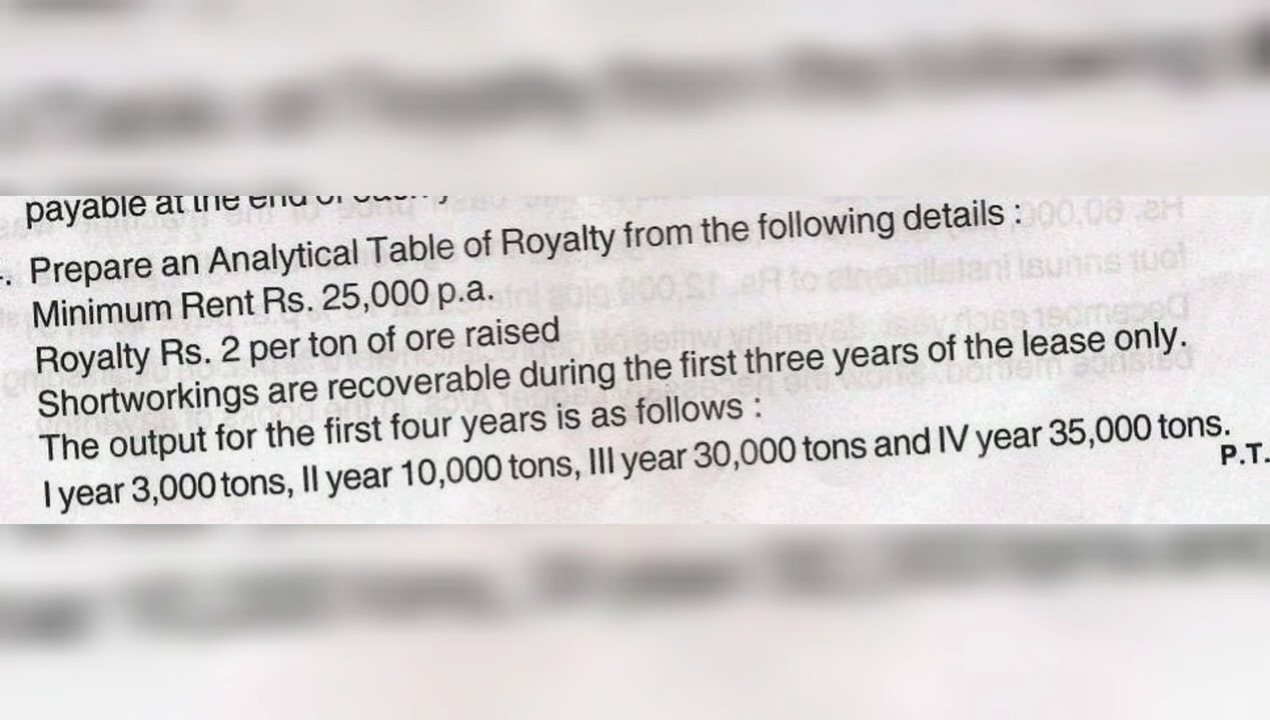 payable at the end of
. Prepare an Analytical Table of Royalty from the following details :
Minimum Rent Rs. 25,000 p.a.
Royalty Rs. 2 per ton of ore raised
Shortworkings are recoverable during the first three years of the lease only.
The output for the first four years is as follows :
I year 3,000 tons, II year 10,000 tons, III year 30,000 tons and IV year 35,000 tons.
P.T.